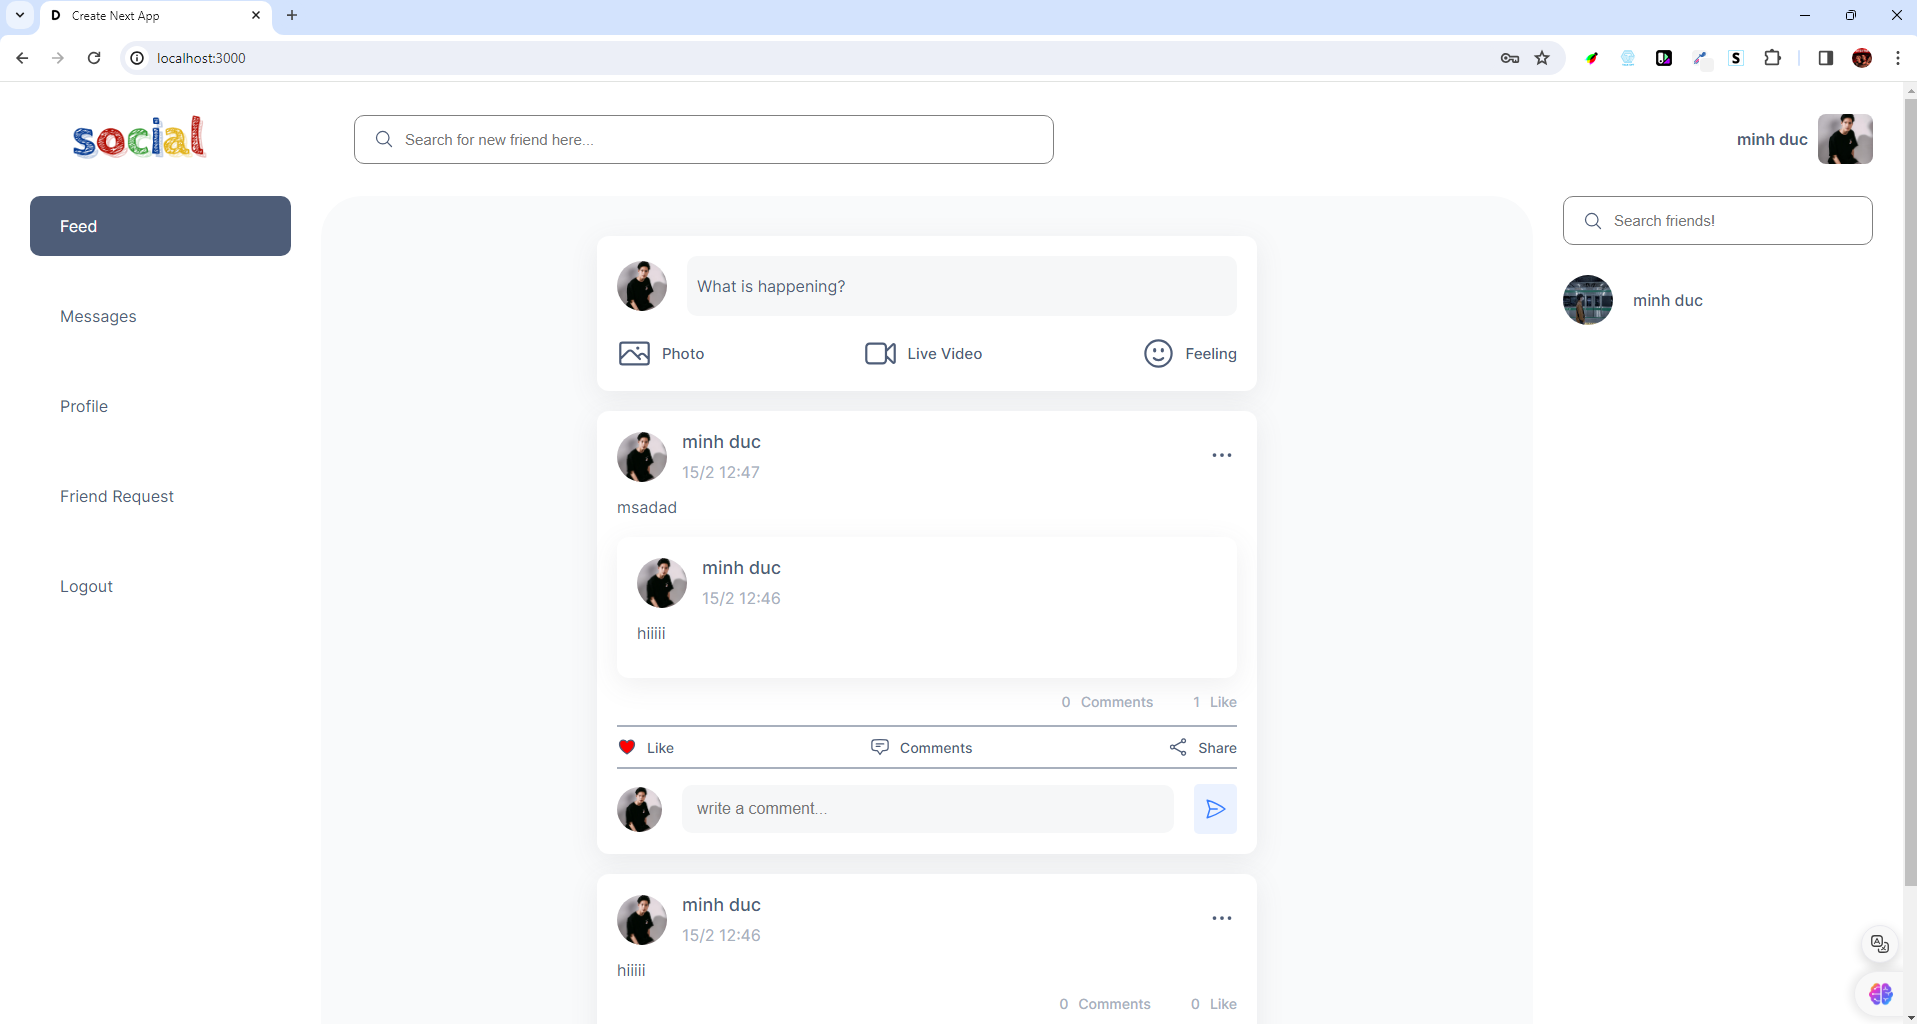 Create Next App
localhost:3000
social
Search for new friend here...
minh duc
Feed
Messages
Profile
Friend Request
Logout
What is happening?
Photo
Live Video
Feeling
minh duc
15/2 12:47
msadad
minh duc
15/2 12:46
hiiiii
0 Comments 1 Like
Like Comments Share
write a comment...
minh duc
15/2 12:46
hiiiii
0 Comments 0 Like
Search friends!
minh duc